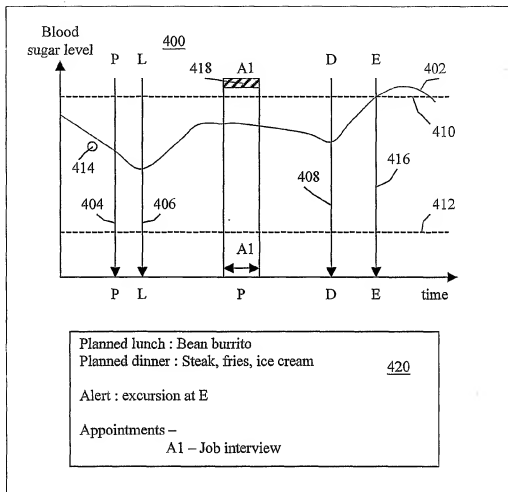 Blood
sugar level
400
P L A1 D E
418
402
410
414
404
406
408
416
412
A1
P L P D E time
Planned lunch : Bean burrito
Planned dinner : Steak, fries, ice cream
420
Alert : excursion at E
Appointments –
A1 – Job interview